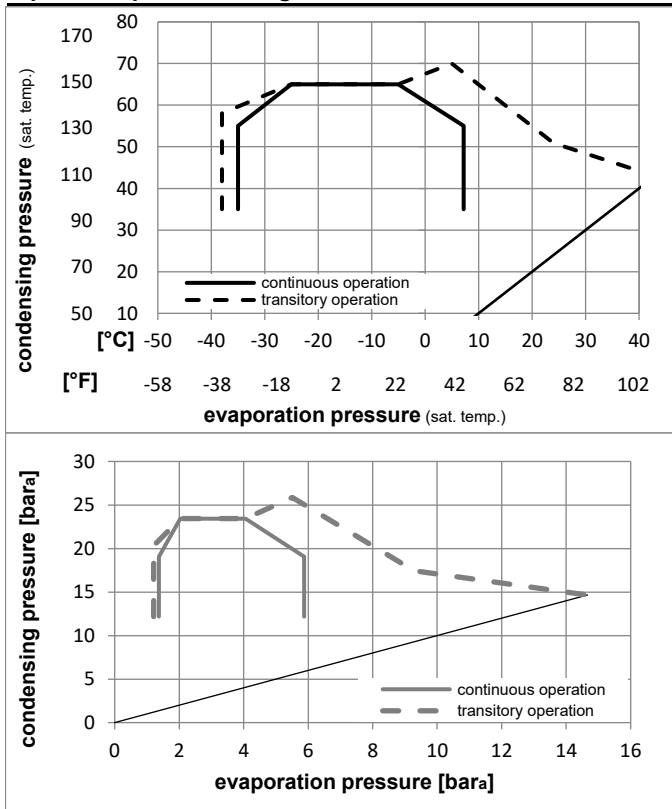 170
80
70
150
60
130
50
110
40
90
30
70
20
50
10
condensing pressure (sat. temp.)
continuous operation
transitory operation
[°C] -50 -40 -30 -20 -10 0 10 20 30 40
[°F] -58 -38 -18 2 22 42 62 82 102
evaporation pressure (sat. temp.)
30
25
20
15
10
5
0
condensing pressure [bara]
continuous operation
transitory operation
0 2 4 6 8 10 12 14 16
evaporation pressure [bara]